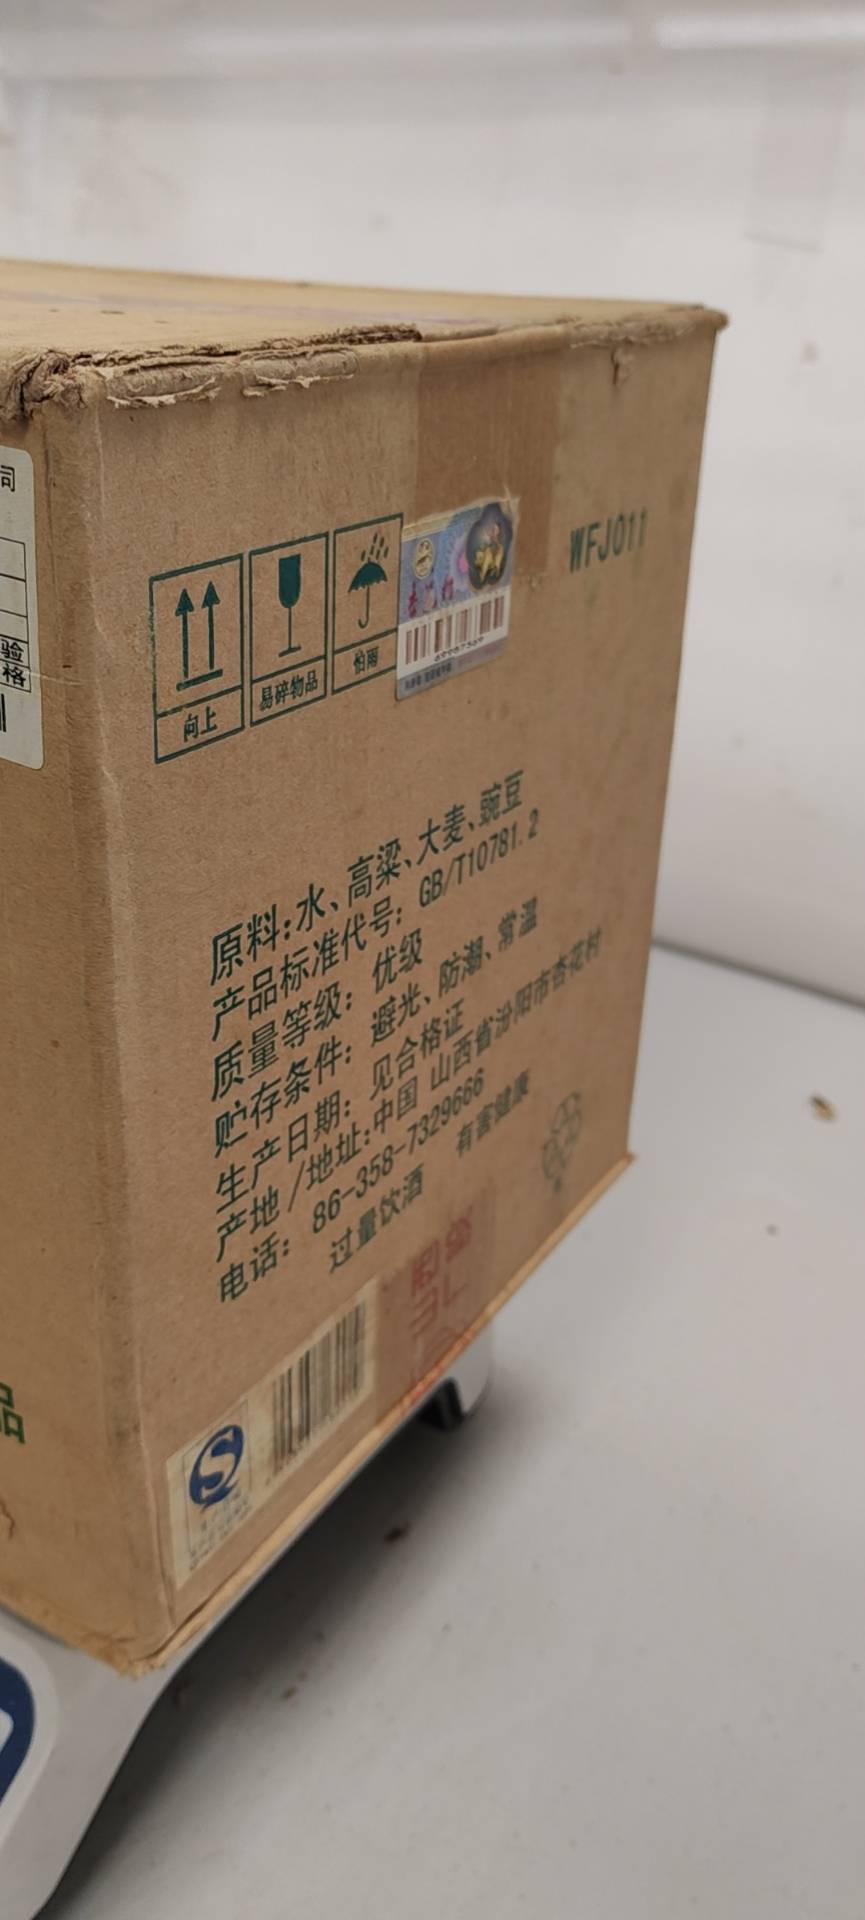 司
验
格
品
向上
易碎物品
怕雨
杏花村
WFJ011
原料：水、高粱、大麦、豌豆
产品标准代号：GB/T10781.2
质量等级：优级
贮存条件：避光、防潮、常温
生产日期：见合格证
产地/地址：中国 山西省汾阳市杏花村
电话：86-358-7329666
过量饮酒 有害健康